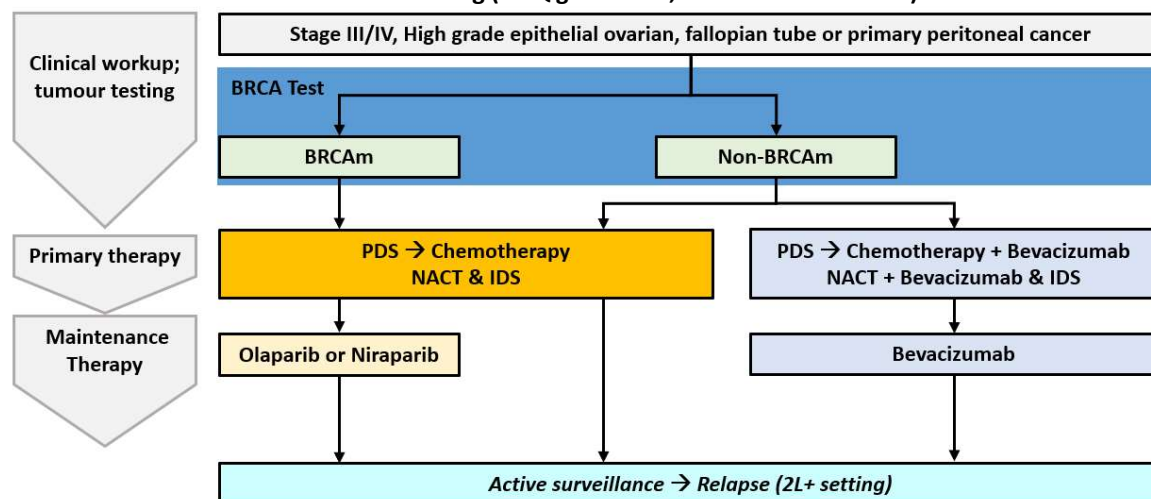 Stage III/IV, High grade epithelial ovarian, fallopian tube or primary peritoneal cancer
Clinical workup;
tumour testing
BRCA Test
BRCAm
Non-BRCAm
Primary therapy
PDS → Chemotherapy
NACT & IDS
PDS → Chemotherapy + Bevacizumab
NACT + Bevacizumab & IDS
Maintenance
Therapy
Olaparib or Niraparib
Bevacizumab
Active surveillance → Relapse (2L+ setting)